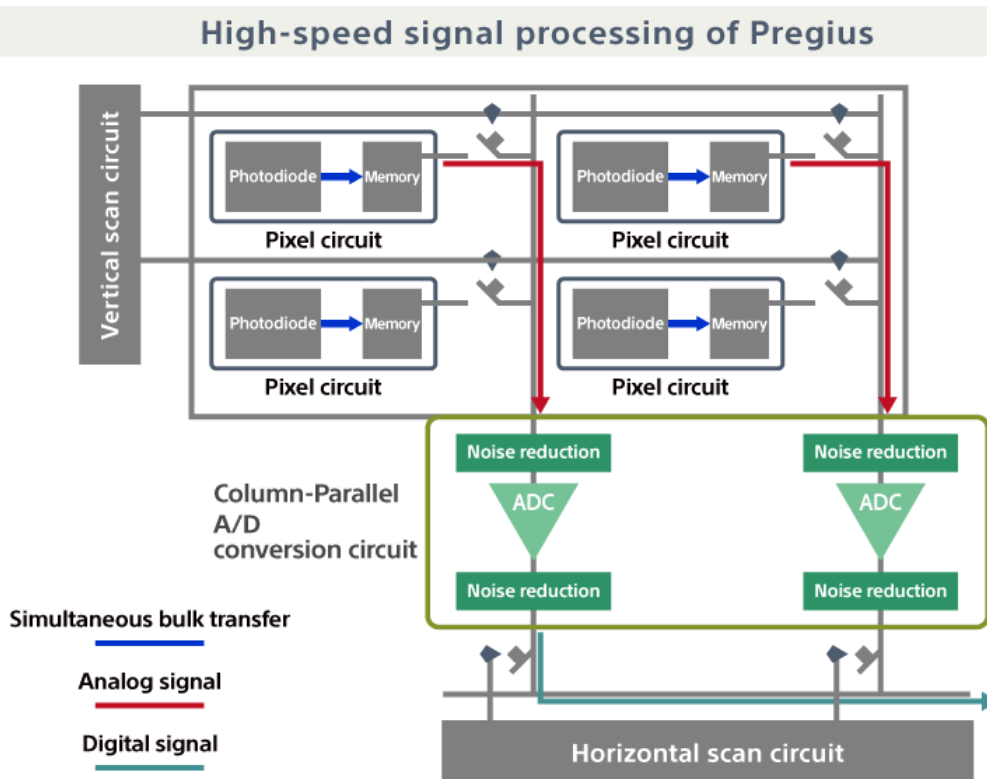 High-speed signal processing of Pregius
Vertical scan circuit
Photodiode
Memory
Pixel circuit
Photodiode
Memory
Pixel circuit
Photodiode
Memory
Pixel circuit
Photodiode
Memory
Pixel circuit
Column-Parallel
A/D
conversion circuit
Noise reduction
ADC
Noise reduction
Noise reduction
ADC
Noise reduction
Simultaneous bulk transfer
Analog signal
Digital signal
Horizontal scan circuit